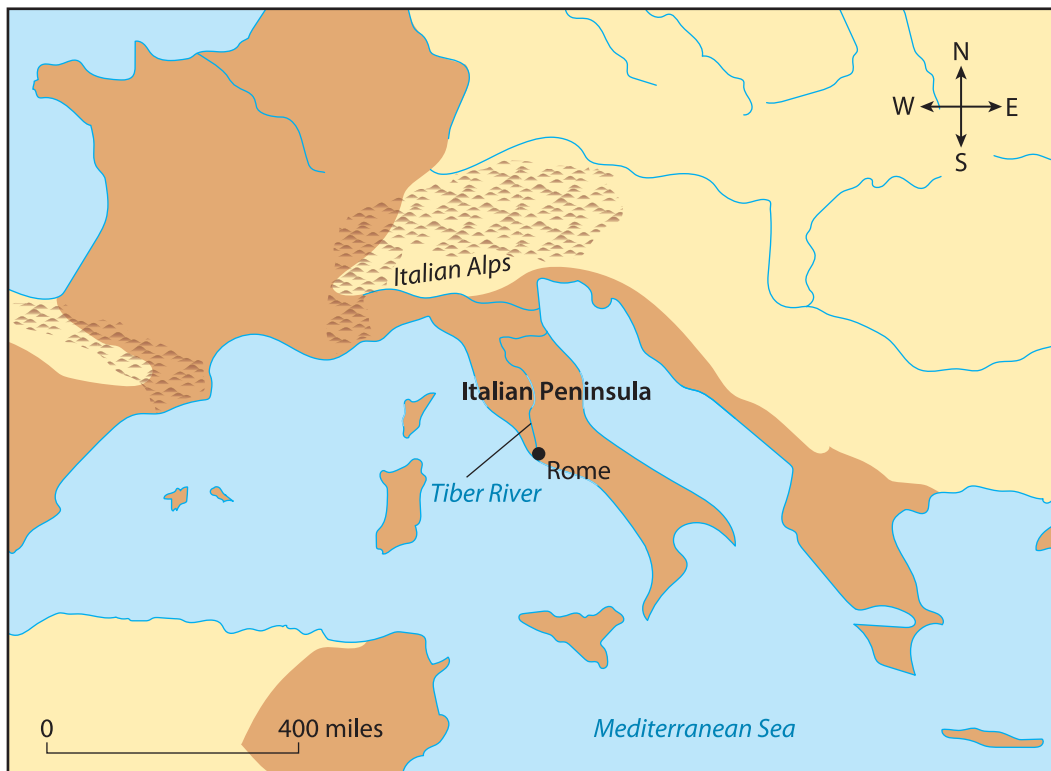 N
W E
S
Italian Alps
Italian Peninsula
Rome
Tiber River
0 400 miles
Mediterranean Sea